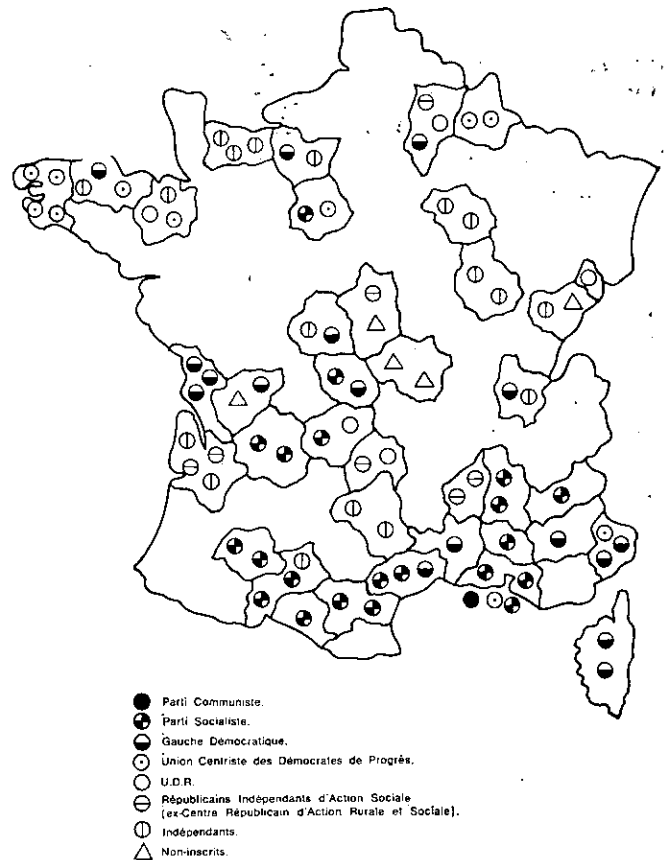 Parti Communiste.
Parti Socialiste.
Gauche Démocratique.
Union Centriste des Démocrates de Progrès.
U.D.R.
Républicains Indépendants d'Action Sociale
(ex-Centre Républicain d'Action Rurale et Sociale).
Indépendants.
Non-inscrits.